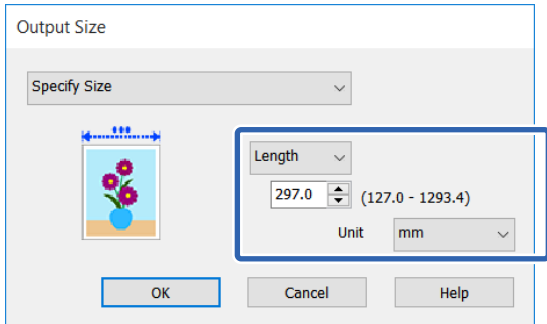 Output Size
Specify Size
Length
297.0 (127.0 - 1293.4)
Unit mm
OK Cancel Help